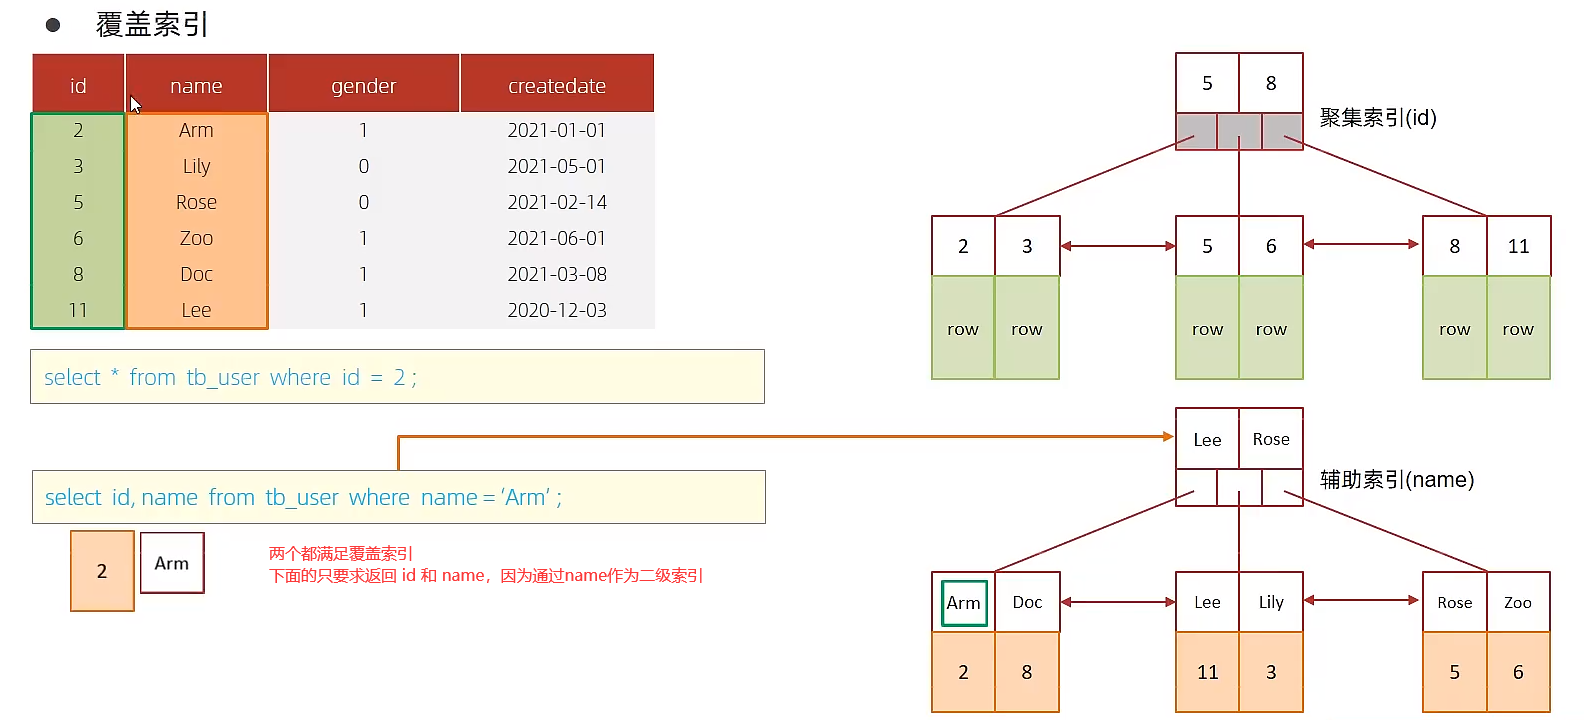 ● 覆盖索引
id name gender createdate
2 Arm 1 2021-01-01
3 Lily 0 2021-05-01
5 Rose 0 2021-02-14
6 Zoo 1 2021-06-01
8 Doc 1 2021-03-08
11 Lee 1 2020-12-03
select * from tb_user where id = 2 ;
select id, name from tb_user where name = 'Arm' ;
2 Arm
两个都满足覆盖索引
下面的只要求返回 id 和 name，因为通过name作为二级索引
5 8
聚集索引(id)
2 3 5 6 8 11
row row row row row row
Lee Rose
辅助索引(name)
Arm Doc Lee Lily Rose Zoo
2 8 11 3 5 6